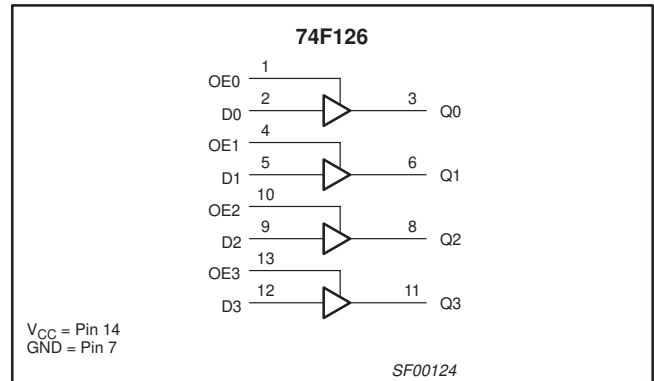 74F126
1
OE0
2
3
D0
Q0
4
OE1
5
6
D1
Q1
10
OE2
9
8
D2
Q2
13
OE3
12
11
D3
Q3
VCC = Pin 14
GND = Pin 7
SF00124